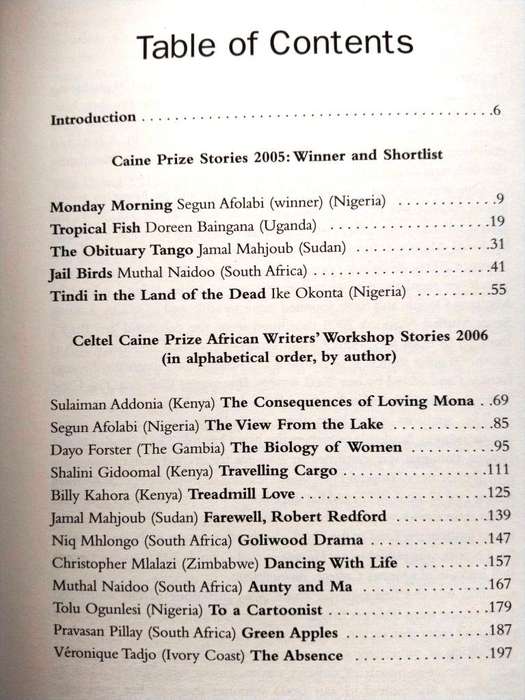 Table of Contents
Introduction . . . . . . . . . . . . . . . . . . . . . . . . . . . . . . . . . . . . . .6
Caine Prize Stories 2005: Winner and Shortlist
Monday Morning Segun Afolabi (winner) (Nigeria) . . . . . . . . . . . .9
Tropical Fish Doreen Baingana (Uganda) . . . . . . . . . . . . . . . . . . .19
The Obituary Tango Jamal Mahjoub (Sudan) . . . . . . . . . . . . . . . .31
Jail Birds Muthal Naidoo (South Africa) . . . . . . . . . . . . . . . . . . . . .41
Tindi in the Land of the Dead Ike Okonta (Nigeria) . . . . . . . . .55
Celtel Caine Prize African Writers' Workshop Stories 2006
(in alphabetical order, by author)
Sulaiman Addonia (Kenya) The Consequences of Loving Mona . .69
Segun Afolabi (Nigeria) The View From the Lake . . . . . . . . . . . .85
Dayo Forster (The Gambia) The Biology of Women . . . . . . . . . .95
Shalini Gidoomal (Kenya) Travelling Cargo . . . . . . . . . . . . . . . . .111
Billy Kahora (Kenya) Treadmill Love . . . . . . . . . . . . . . . . . . . . . .125
Jamal Mahjoub (Sudan) Farewell, Robert Redford . . . . . . . . . . .139
Niq Mhlongo (South Africa) Goliwood Drama . . . . . . . . . . . . . .147
Christopher Mlalazi (Zimbabwe) Dancing With Life . . . . . . . . . .157
Muthal Naidoo (South Africa) Aunty and Ma . . . . . . . . . . . . . . .167
Tolu Ogunlesi (Nigeria) To a Cartoonist . . . . . . . . . . . . . . . . . . .179
Pravasan Pillay (South Africa) Green Apples . . . . . . . . . . . . . . . .187
Véronique Tadjo (Ivory Coast) The Absence . . . . . . . . . . . . . . . .197